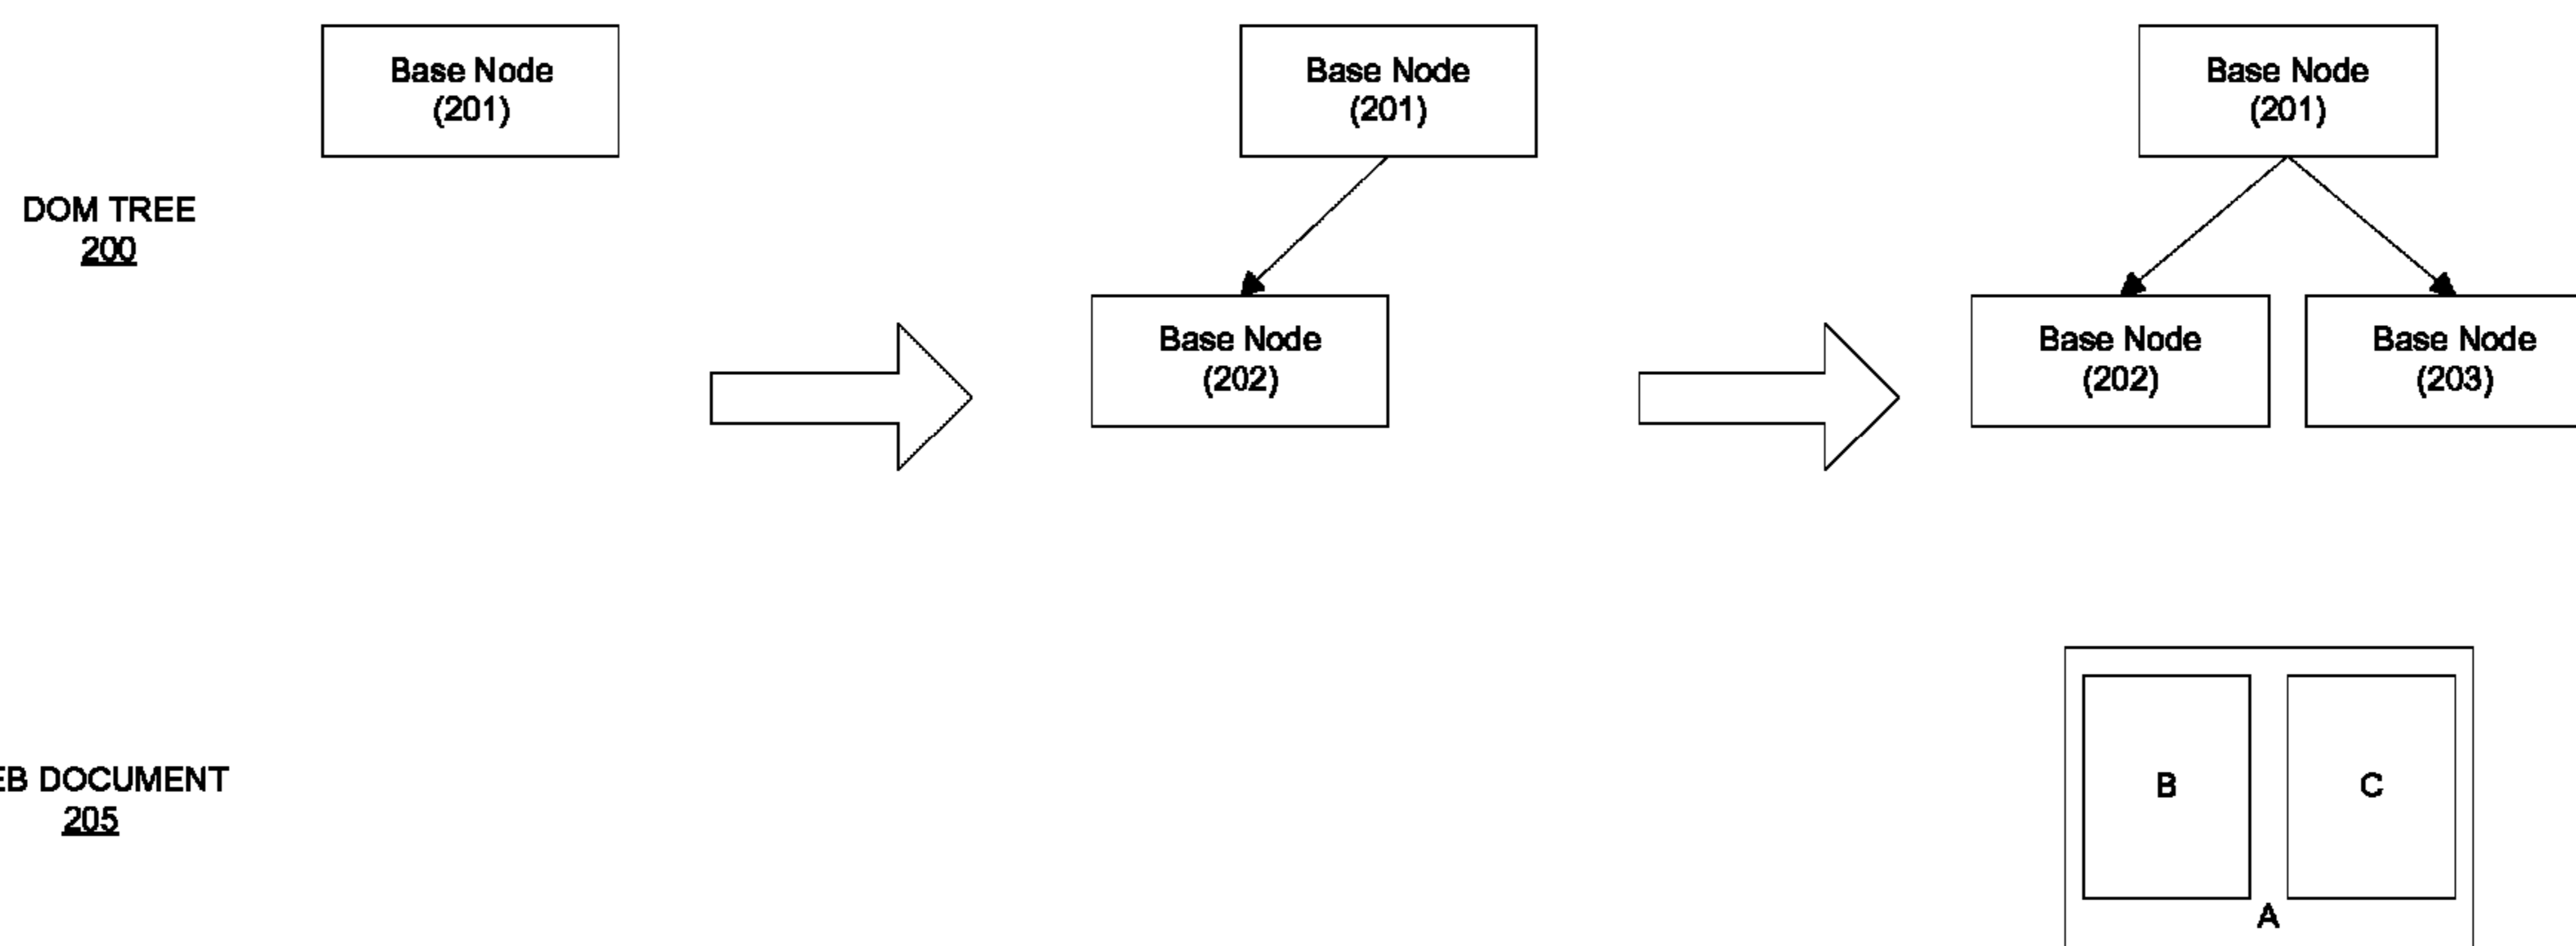 Base Node
(201)
Base Node
(201)
Base Node
(201)
DOM TREE
200
Base Node
(202)
Base Node
(202)
Base Node
(203)
DOCUMENT
205
B
C
A